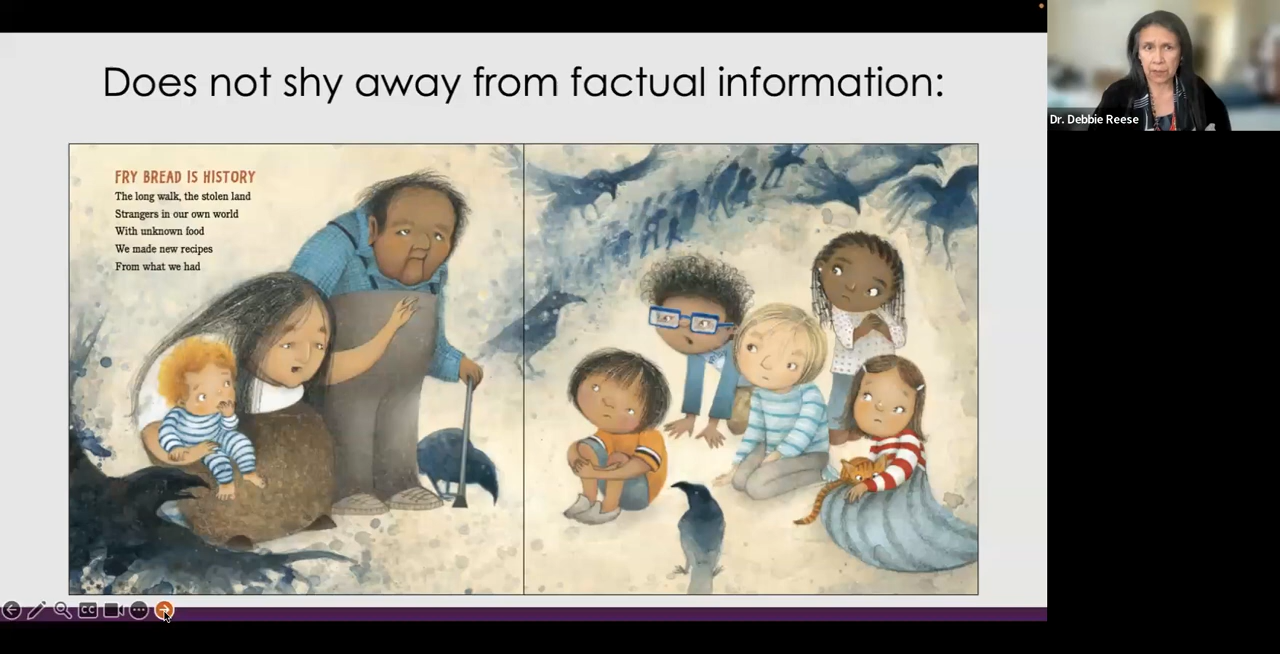 Does not shy away from factual information:
FRY BREAD IS HISTORY
The long walk, the stolen land
Strangers in our own world
With unknown food
We made new recipes
From what we had
Dr. Debbie Reese
CC